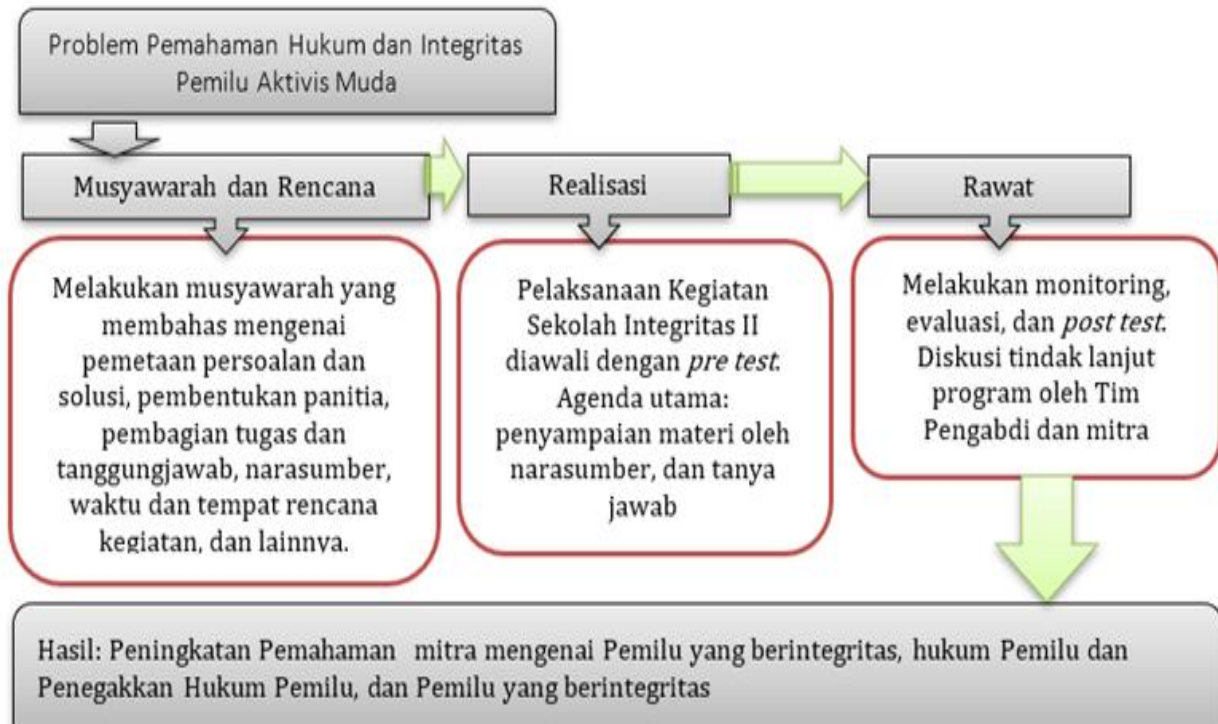 Problem Pemahaman Hukum dan Integritas
Pemilu Aktivis Muda
Musyawarah dan Rencana
Realisasi
Rawat
Melakukan musyawarah yang
membahas mengenai
pemetaan persoalan dan
solusi, pembentukan panitia,
pembagian tugas dan
tanggungjawab, narasumber,
waktu dan tempat rencana
kegiatan, dan lainnya.
Pelaksanaan Kegiatan
Sekolah Integritas II
diawali dengan pre test.
Agenda utama:
penyampaian materi oleh
narasumber, dan tanya
jawab
Melakukan monitoring,
evaluasi, dan post test.
Diskusi tindak lanjut
program oleh Tim
Pengabdi dan mitra
Hasil: Peningkatan Pemahaman mitra mengenai Pemilu yang berintegritas, hukum Pemilu dan
Penegakkan Hukum Pemilu, dan Pemilu yang berintegritas